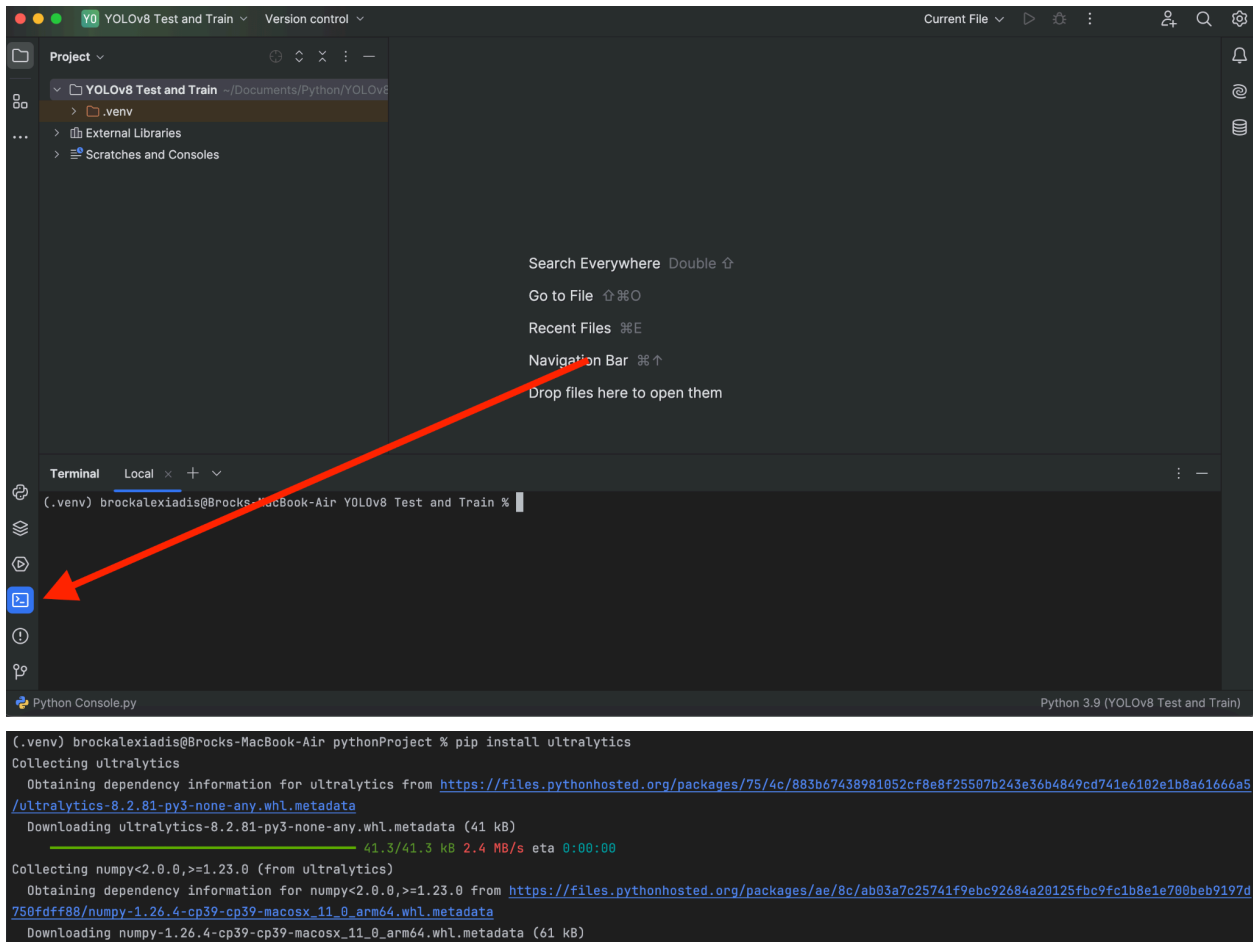 YO YOLOv8 Test and Train Version control Current File
Project
YOLOv8 Test and Train ~/Documents/Python/YOLOv8
.venv
External Libraries
Scratches and Consoles
Search Everywhere Double ⇧
Go to File ⇧⌘O
Recent Files ⌘E
Navigation Bar ⌘↑
Drop files here to open them
Terminal Local × +
(.venv) brockalexiadis@Brocks-MacBook-Air YOLOv8 Test and Train %
Python Console.py Python 3.9 (YOLOv8 Test and Train)
(.venv) brockalexiadis@Brocks-MacBook-Air pythonProject % pip install ultralytics
Collecting ultralytics
Obtaining dependency information for ultralytics from https://files.pythonhosted.org/packages/75/4c/883b67438981052cf8e8f25507b243e36b4849cd741e6102e1b8a61666a5
/ultralytics-8.2.81-py3-none-any.whl.metadata
Downloading ultralytics-8.2.81-py3-none-any.whl.metadata (41 kB)
41.3/41.3 kB 2.4 MB/s eta 0:00:00
Collecting numpy<2.0.0,>=1.23.0 (from ultralytics)
Obtaining dependency information for numpy<2.0.0,>=1.23.0 from https://files.pythonhosted.org/packages/ae/8c/ab03a7c25741f9ebc92684a20125fbc9fc1b8e1e700beb9197d
750fdff88/numpy-1.26.4-cp39-cp39-macosx_11_0_arm64.whl.metadata
Downloading numpy-1.26.4-cp39-cp39-macosx_11_0_arm64.whl.metadata (61 kB)